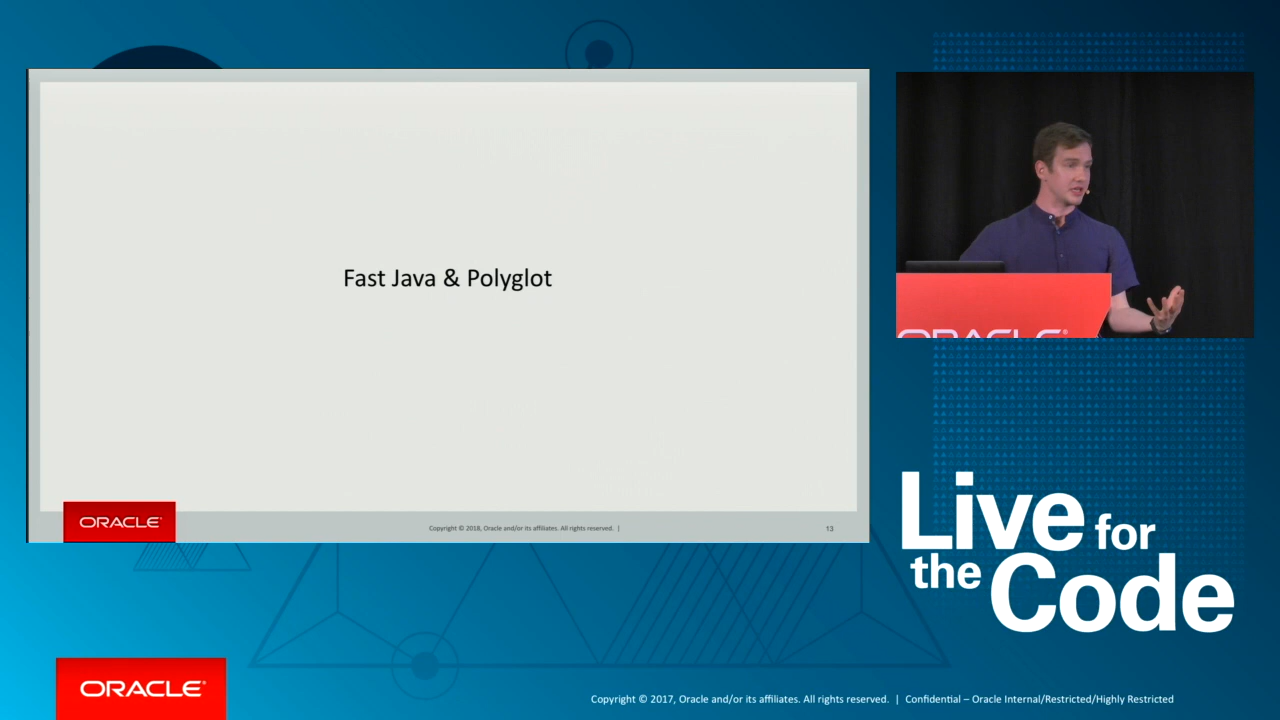 Fast Java & Polyglot
ORACLE
Copyright © 2018, Oracle and/or its affiliates. All rights reserved. |
13
ORACLE®
Live for
the Code
ORACLE®
Copyright © 2017, Oracle and/or its affiliates. All rights reserved. | Confidential – Oracle Internal/Restricted/Highly Restricted